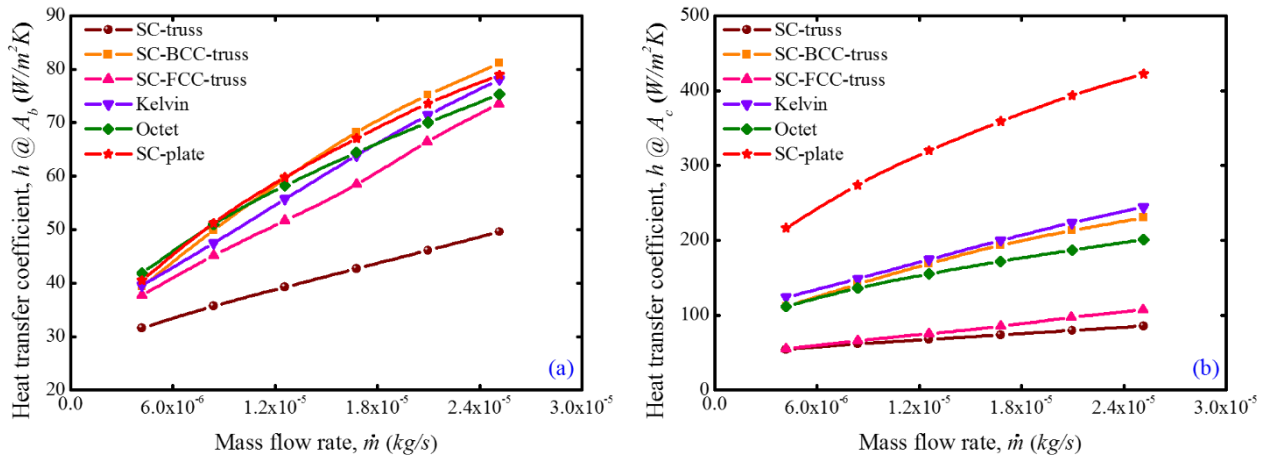 Heat transfer coefficient, h @ A_b (W/m²K)
90
80
70
60
50
40
30
20
SC-truss
SC-BCC-truss
SC-FCC-truss
Kelvin
Octet
SC-plate
(a)
0.0 6.0x10⁻⁶ 1.2x10⁻⁵ 1.8x10⁻⁵ 2.4x10⁻⁵ 3.0x10⁻⁵
Mass flow rate, ṁ (kg/s)
Heat transfer coefficient, h @ A_c (W/m²K)
500
400
300
200
100
0
SC-truss
SC-BCC-truss
SC-FCC-truss
Kelvin
Octet
SC-plate
(b)
0.0 6.0x10⁻⁶ 1.2x10⁻⁵ 1.8x10⁻⁵ 2.4x10⁻⁵ 3.0x10⁻⁵
Mass flow rate, ṁ (kg/s)